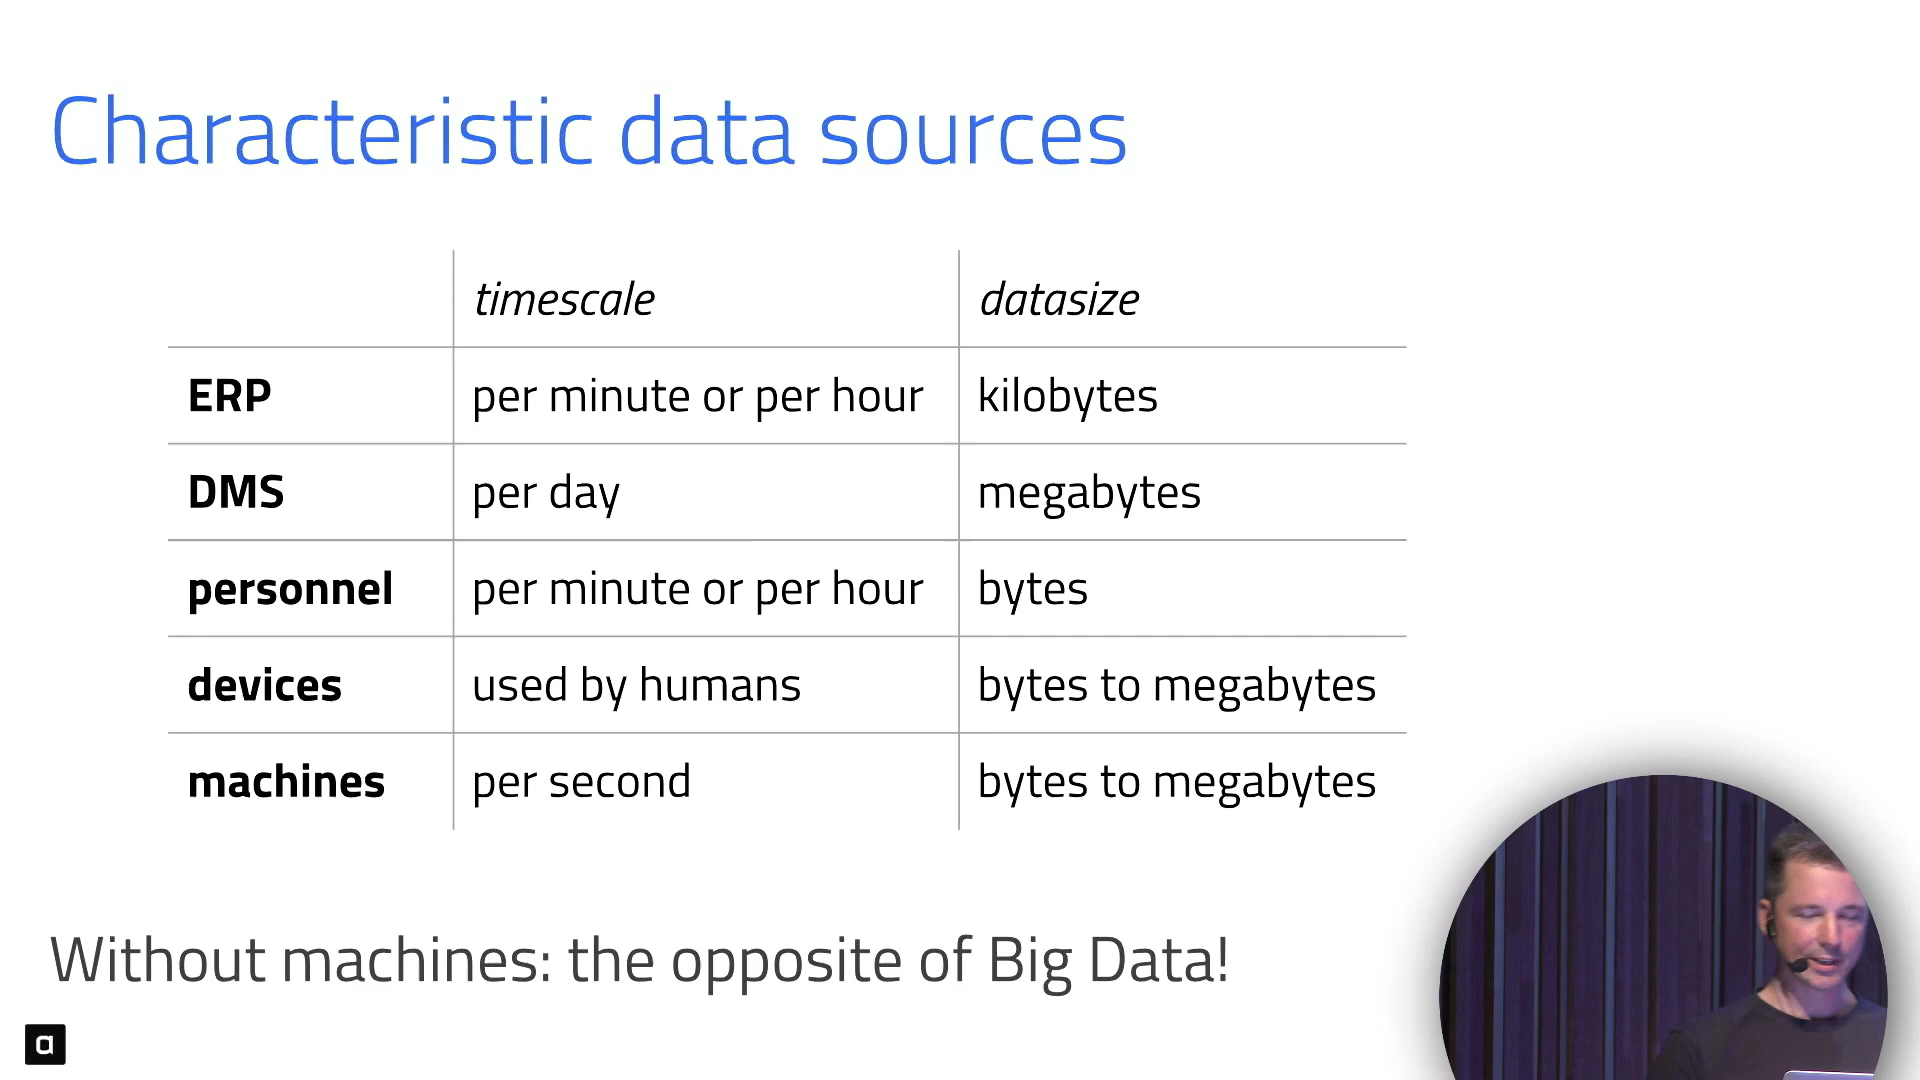 Characteristic data sources
timescale datasize
ERP per minute or per hour kilobytes
DMS per day megabytes
personnel per minute or per hour bytes
devices used by humans bytes to megabytes
machines per second bytes to megabytes
Without machines: the opposite of Big Data!
a